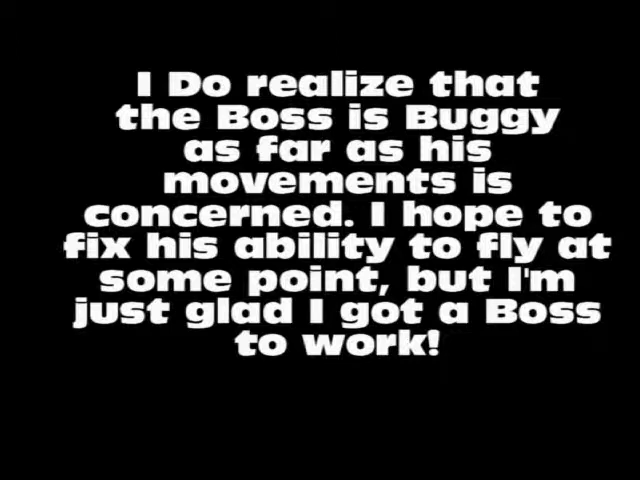 I Do realize that
the Boss is Buggy
as far as his
movements is
concerned. I hope to
fix his ability to fly at
some point, but I'm
just glad I got a Boss
to work!